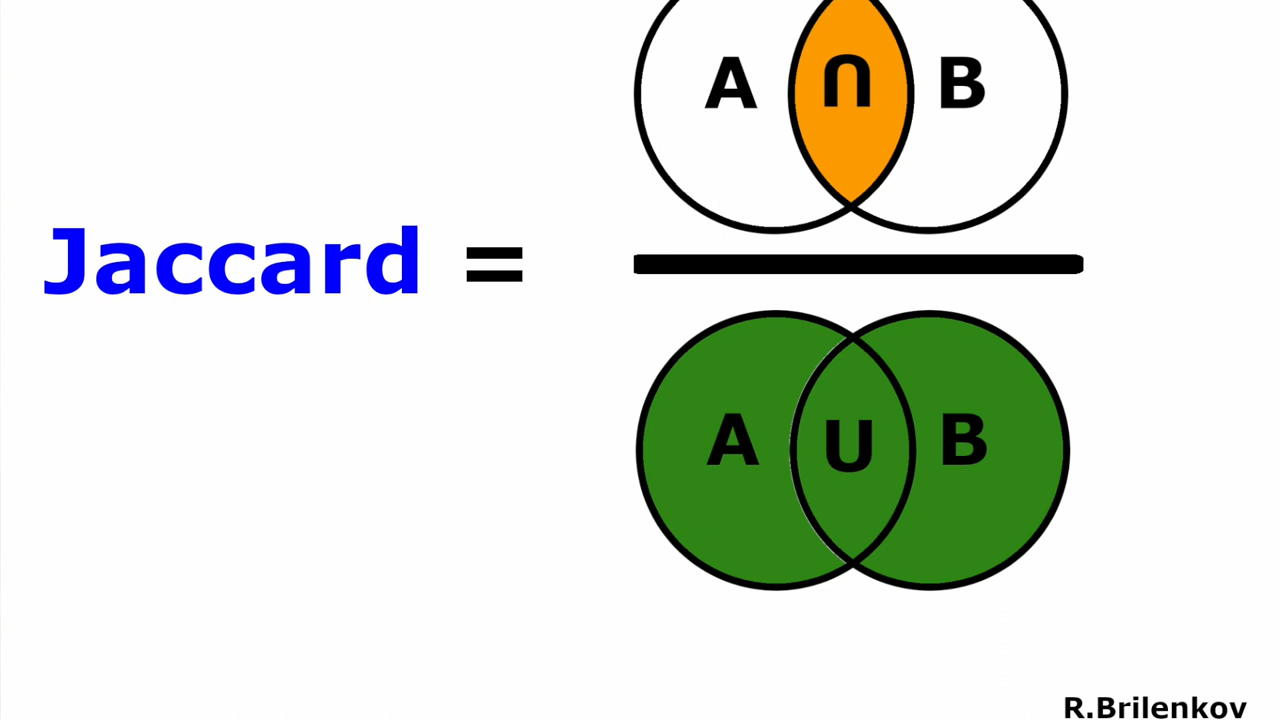 A ∩ B
Jaccard =
A ∪ B
R.Brilenkov